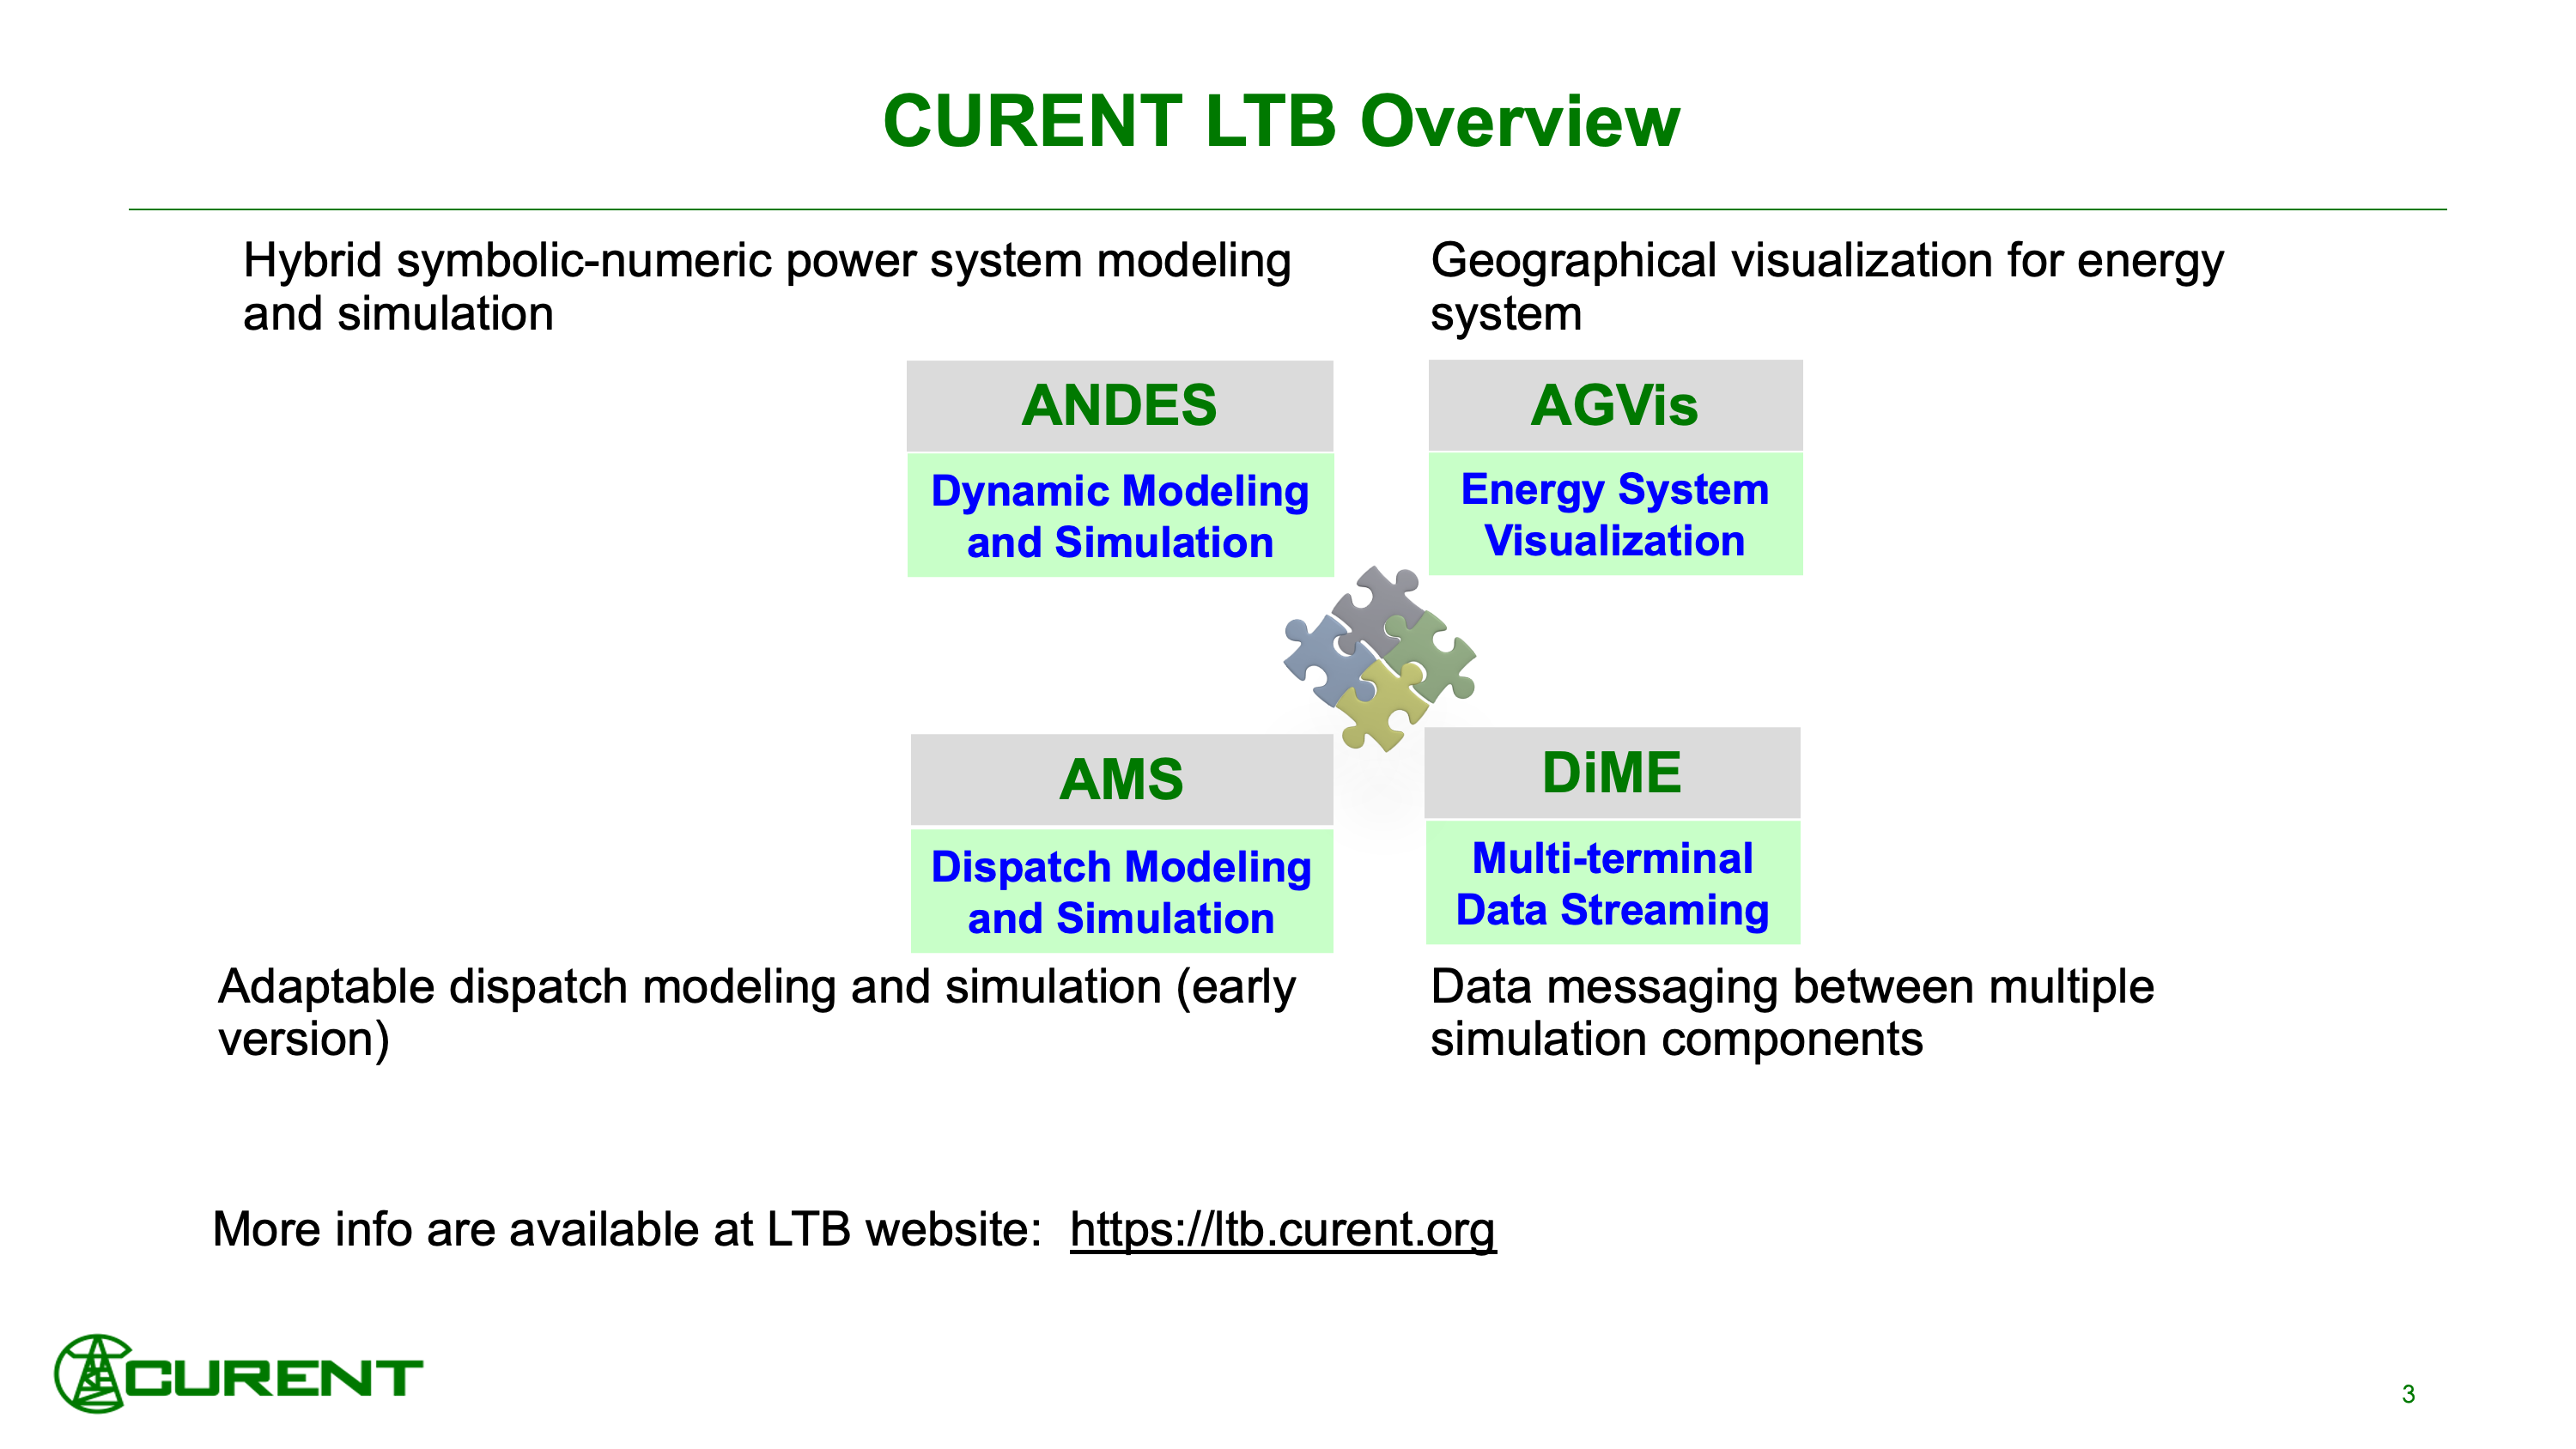 CURENT LTB Overview
Hybrid symbolic-numeric power system modeling
and simulation
Geographical visualization for energy
system
ANDES
Dynamic Modeling
and Simulation
AGVis
Energy System
Visualization
AMS
Dispatch Modeling
and Simulation
DiME
Multi-terminal
Data Streaming
Adaptable dispatch modeling and simulation (early
version)
Data messaging between multiple
simulation components
More info are available at LTB website: https://ltb.curent.org
CURENT
3